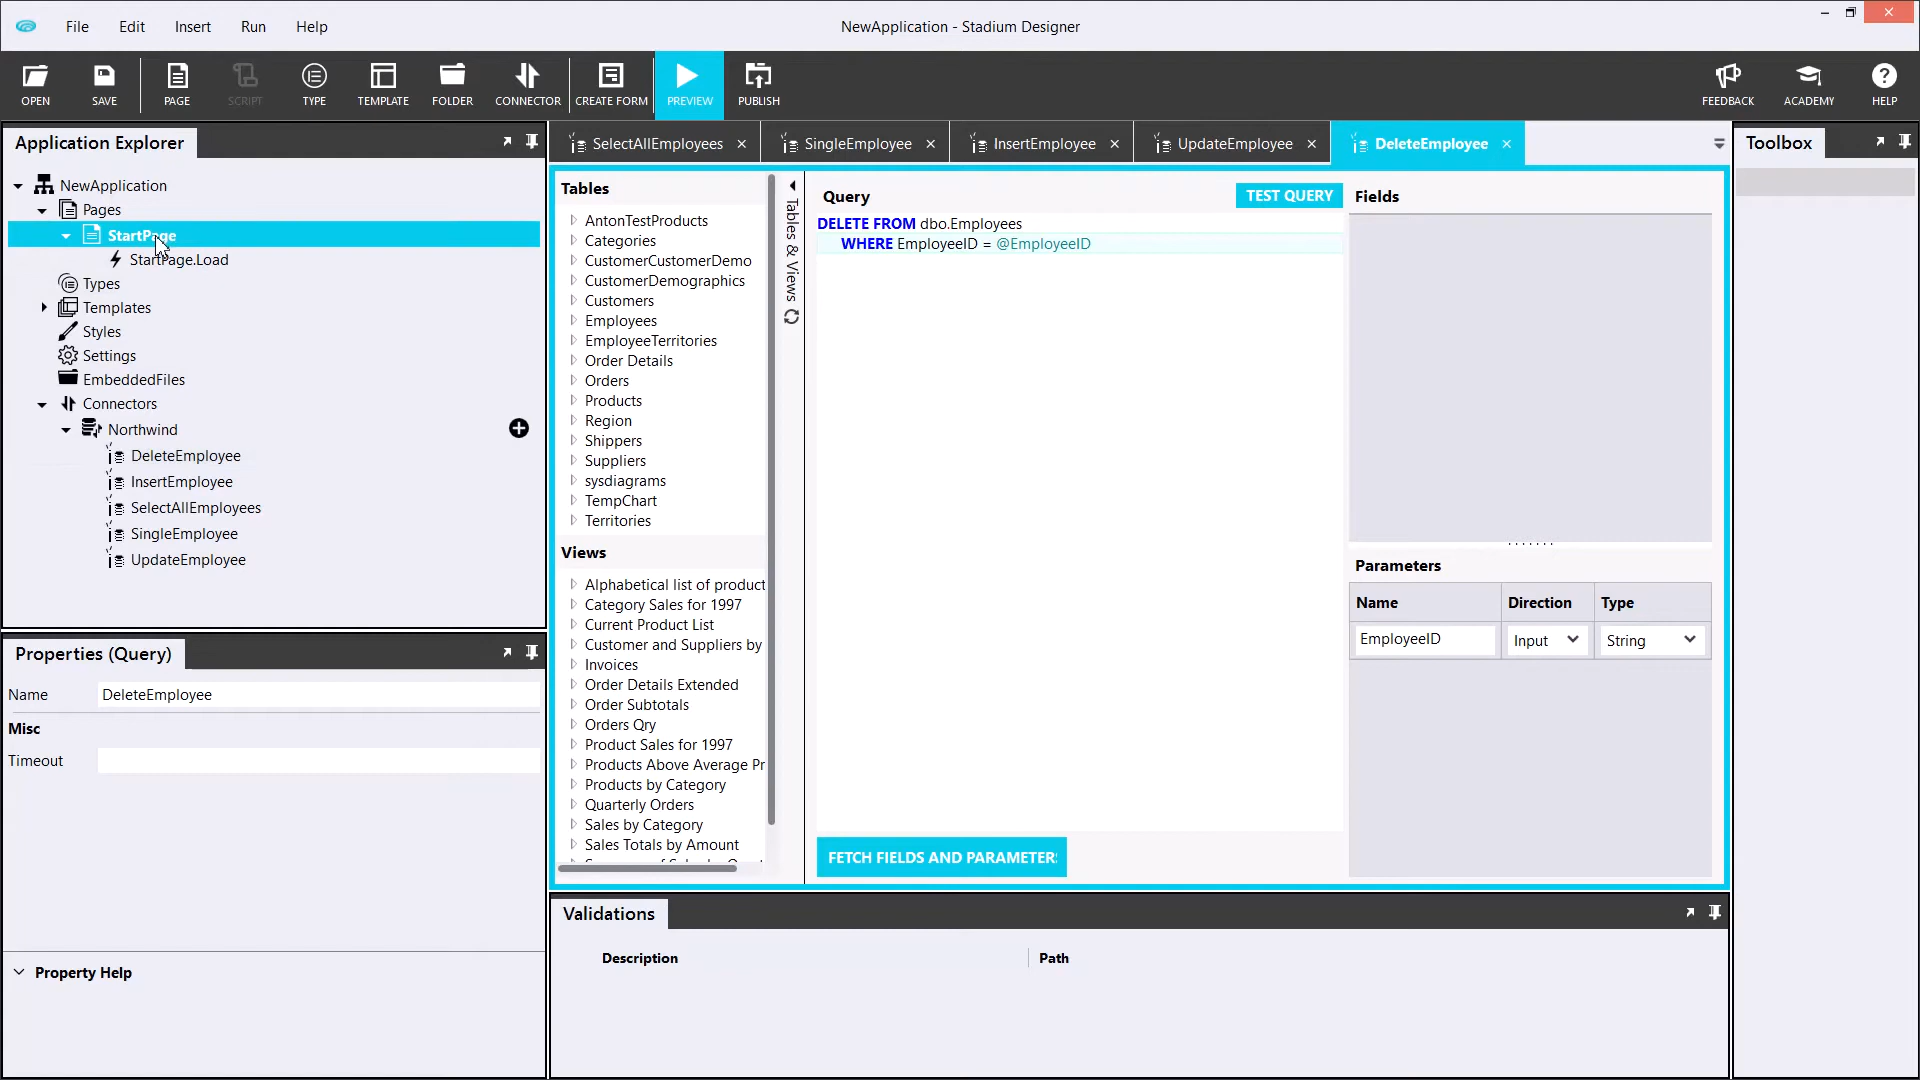 File
Edit
Insert
Run
Help
NewApplication - Stadium Designer
OPEN
SAVE
PAGE
SCRIPT
TYPE
TEMPLATE
FOLDER
CONNECTOR
CREATE FORM
PREVIEW
PUBLISH
FEEDBACK
ACADEMY
HELP
Application Explorer
NewApplication
Pages
StartPage
StartPage.Load
Types
Templates
Styles
Settings
EmbeddedFiles
Connectors
Northwind
DeleteEmployee
InsertEmployee
SelectAllEmployees
SingleEmployee
UpdateEmployee
Properties (Query)
Name
DeleteEmployee
Misc
Timeout
Property Help
SelectAllEmployees
SingleEmployee
InsertEmployee
UpdateEmployee
DeleteEmployee
Tables
AntonTestProducts
Categories
CustomerCustomerDemo
CustomerDemographics
Customers
Employees
EmployeeTerritories
Order Details
Orders
Products
Region
Shippers
Suppliers
sysdiagrams
TempChart
Territories
Views
Alphabetical list of product
Category Sales for 1997
Current Product List
Customer and Suppliers by
Invoices
Order Details Extended
Order Subtotals
Orders Qry
Product Sales for 1997
Products Above Average Pr
Products by Category
Quarterly Orders
Sales by Category
Sales Totals by Amount
Tables & Views
Query
TEST QUERY
DELETE FROM dbo.Employees
WHERE EmployeeID = @EmployeeID
FETCH FIELDS AND PARAMETER
Fields
Parameters
Name
Direction
Type
EmployeeID
Input
String
Validations
Description
Path
Toolbox